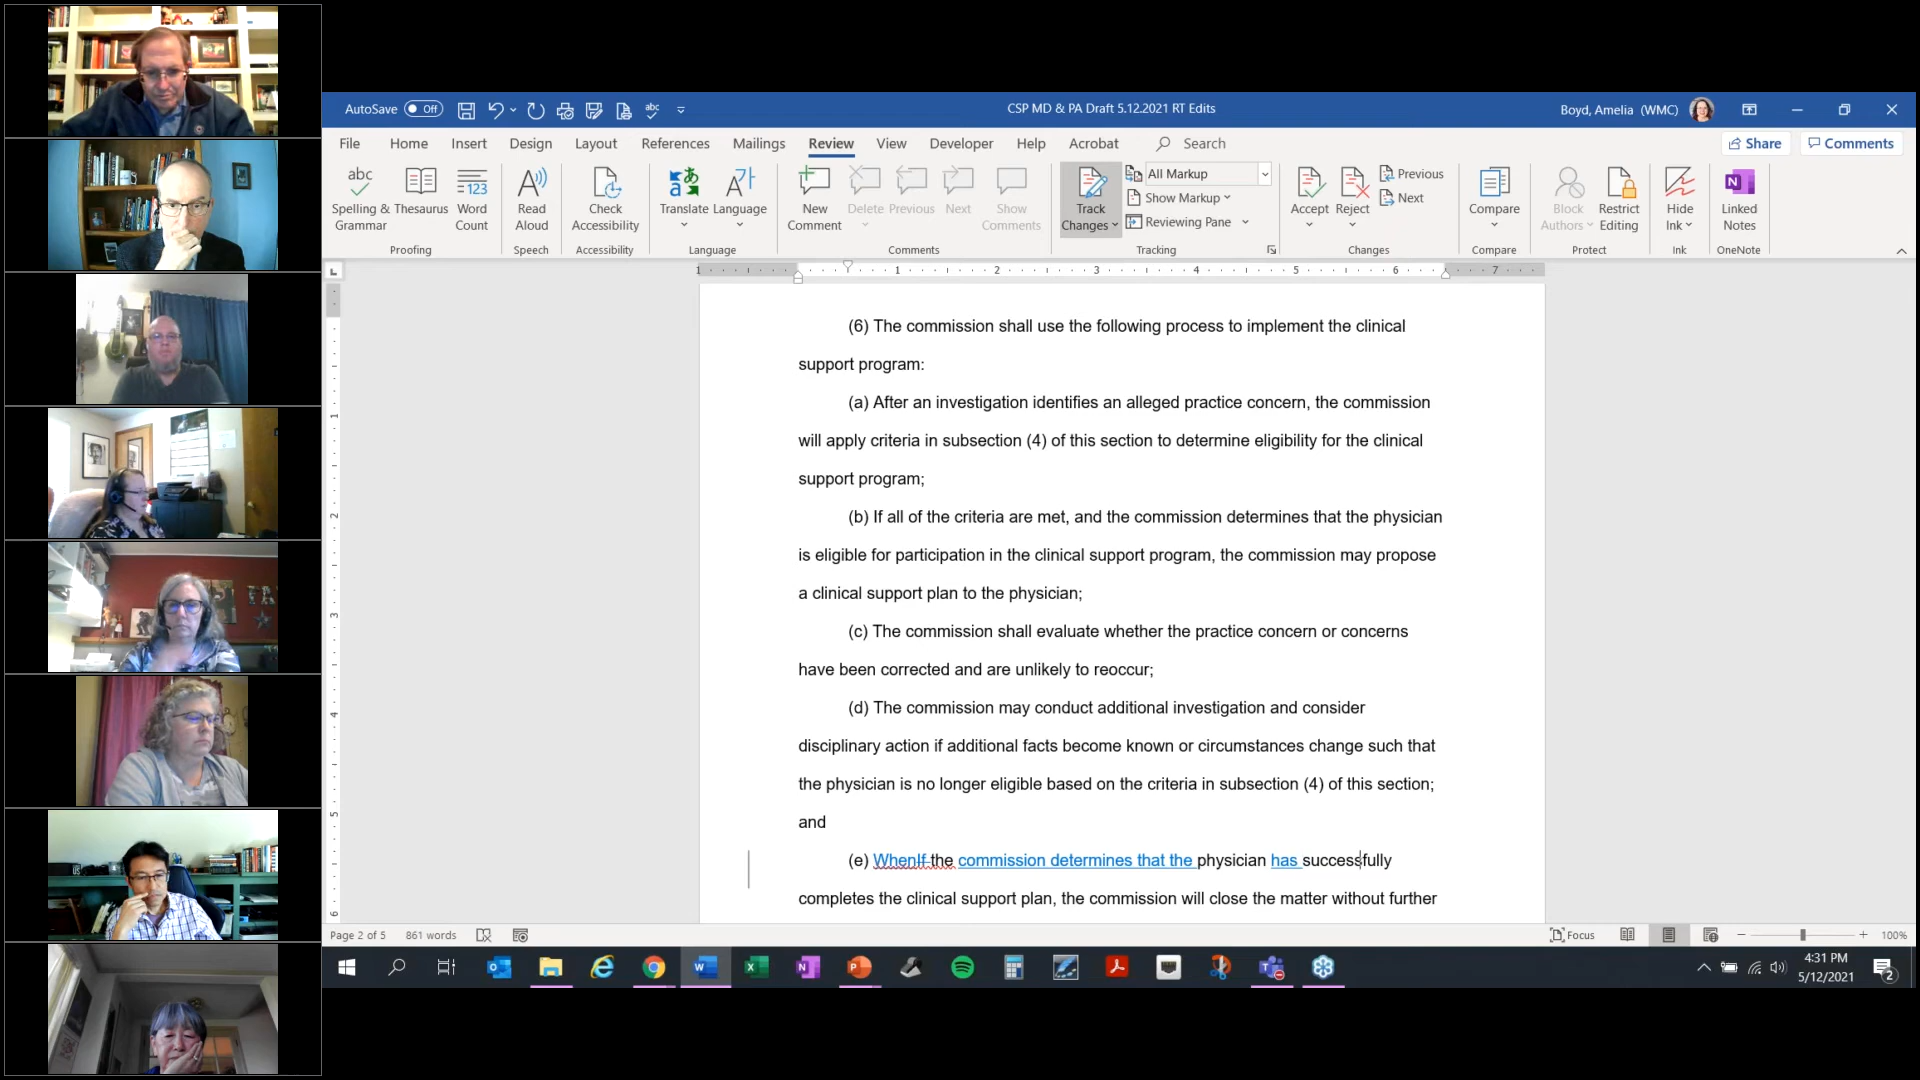 AutoSave Off
CSP MD & PA Draft 5.12.2021 RT Edits
Boyd, Amelia (WMC)
File Home Insert Design Layout References Mailings Review View Developer Help Acrobat Search
Share Comments
Spelling & Grammar
Thesaurus
Word Count
Read Aloud
Check Accessibility
Translate
Language
New Comment
Delete
Previous
Next
Show Comments
Track Changes
All Markup
Show Markup
Reviewing Pane
Accept
Reject
Previous
Next
Compare
Block Authors
Restrict Editing
Hide Ink
Linked Notes
Proofing Speech Accessibility Language Comments Tracking Changes Compare Protect Ink OneNote
(6) The commission shall use the following process to implement the clinical
support program:
(a) After an investigation identifies an alleged practice concern, the commission
will apply criteria in subsection (4) of this section to determine eligibility for the clinical
support program;
(b) If all of the criteria are met, and the commission determines that the physician
is eligible for participation in the clinical support program, the commission may propose
a clinical support plan to the physician;
(c) The commission shall evaluate whether the practice concern or concerns
have been corrected and are unlikely to reoccur;
(d) The commission may conduct additional investigation and consider
disciplinary action if additional facts become known or circumstances change such that
the physician is no longer eligible based on the criteria in subsection (4) of this section;
and
(e) WhenIf the commission determines that the physician has successfully
completes the clinical support plan, the commission will close the matter without further
Page 2 of 5 861 words
Focus
100%
4:31 PM
5/12/2021
2